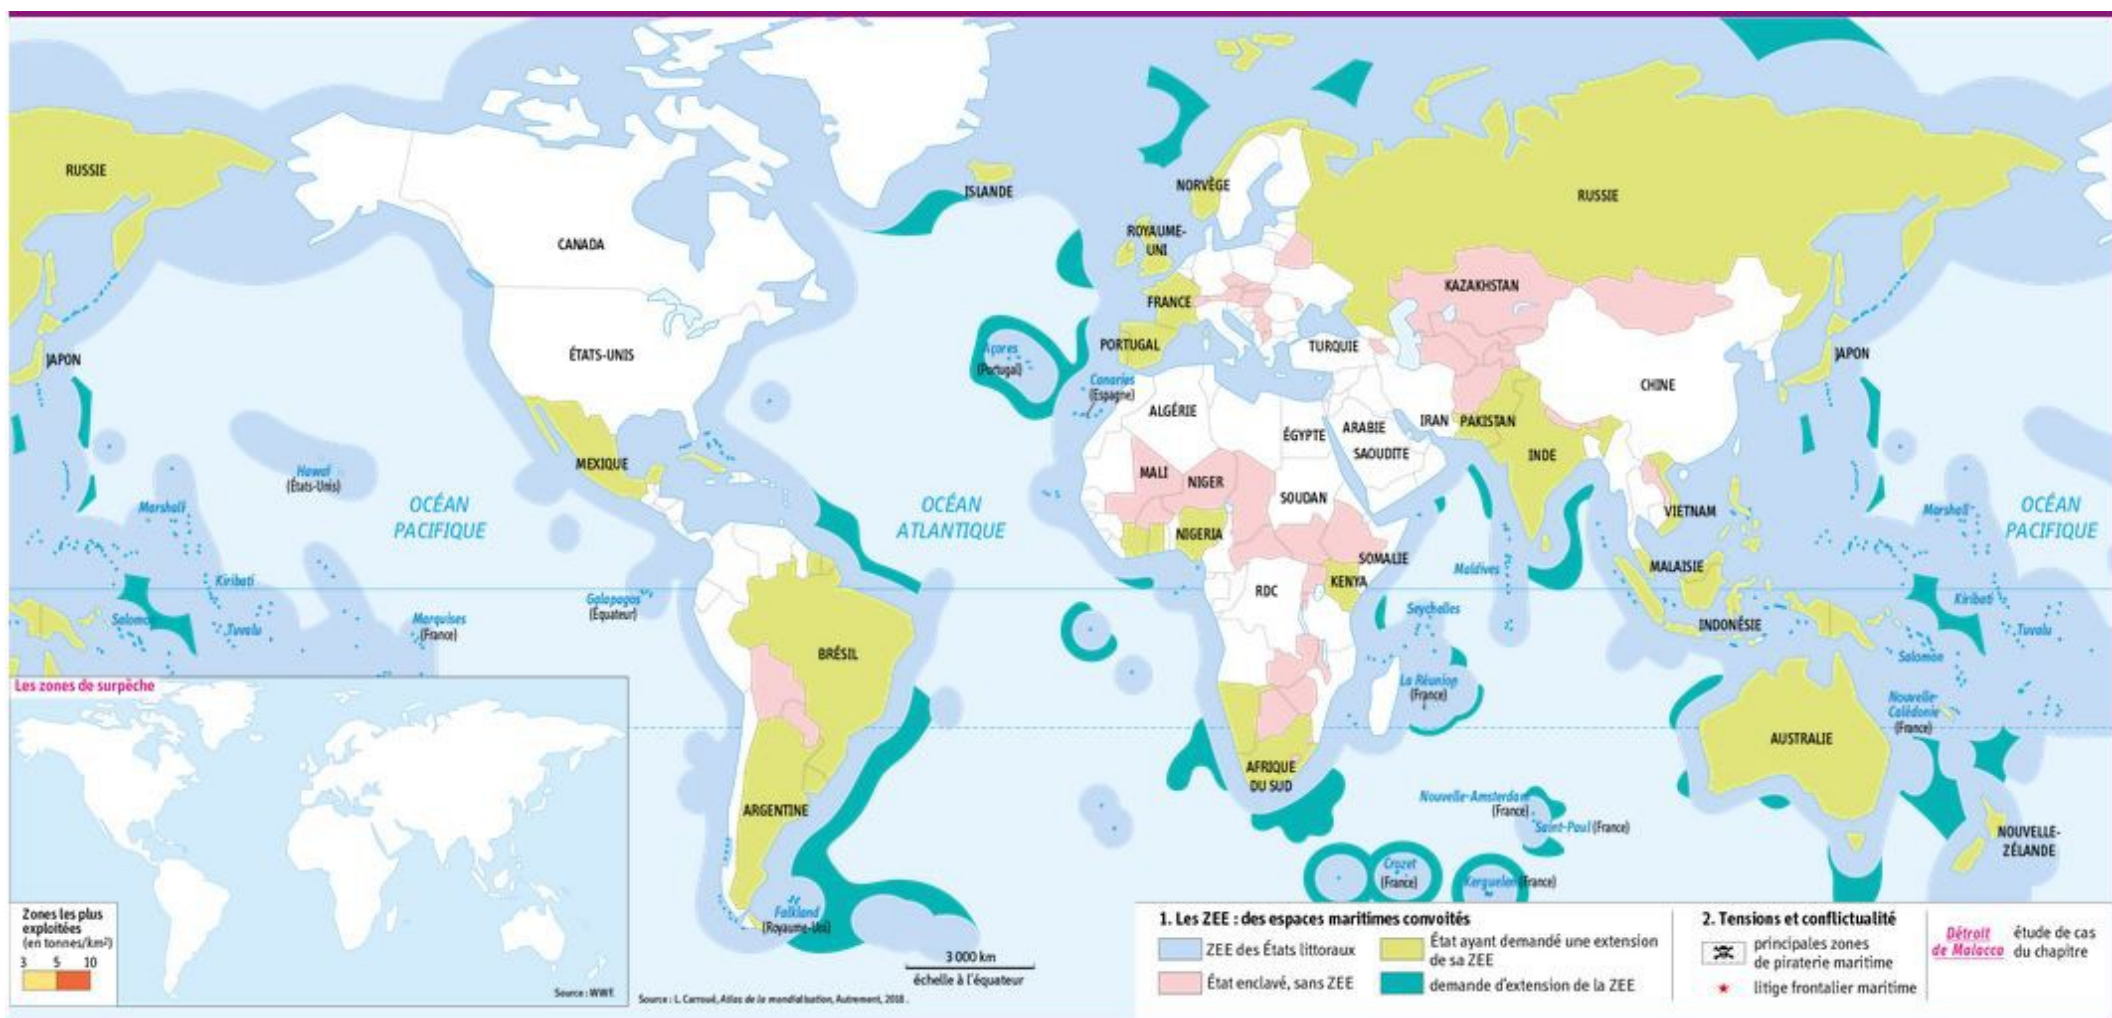 RUSSIE
CANADA
ÉTATS-UNIS
JAPON
MEXIQUE
Hawaï
(États-Unis)
OCÉAN
PACIFIQUE
Marshall
Kiribati
Salomon
Tuvalu
Marquises
(France)
Galapagos
(Équateur)
BRÉSIL
ARGENTINE
Falkland
(Royaume-Uni)
OCÉAN
ATLANTIQUE
ISLANDE
NORVÈGE
ROYAUME-
UNI
FRANCE
PORTUGAL
Açores
(Portugal)
Canaries
(Espagne)
TURQUIE
ALGÉRIE
ÉGYPTE
ARABIE
SAOUDITE
IRAN
PAKISTAN
INDE
KAZAKHSTAN
RUSSIE
CHINE
JAPON
MALI
NIGER
SOUDAN
NIGERIA
SOMALIE
KENYA
RDC
Maldives
Seychelles
La Réunion
(France)
AFRIQUE
DU SUD
VIETNAM
MALAISIE
INDONÉSIE
Marshall
OCÉAN
PACIFIQUE
Kiribati
Tuvalu
Salomon
Nouvelle-
Calédonie
(France)
AUSTRALIE
NOUVELLE-
ZÉLANDE
Nouvelle-Amsterdam
(France)
Saint-Paul (France)
Crozet
(France)
Kerguelen (France)
Les zones de surpêche
Zones les plus
exploitées
(en tonnes/km²)
3 5 10
Source : WWF.
3 000 km
échelle à l'équateur
Source : L. Carroué, Atlas de la mondialisation, Autrement, 2018.
1. Les ZEE : des espaces maritimes convoités
ZEE des États littoraux
État enclavé, sans ZEE
État ayant demandé une extension
de sa ZEE
demande d'extension de la ZEE
2. Tensions et conflictualité
principales zones
de piraterie maritime
litige frontalier maritime
Détroit
de Malacca
étude de cas
du chapitre